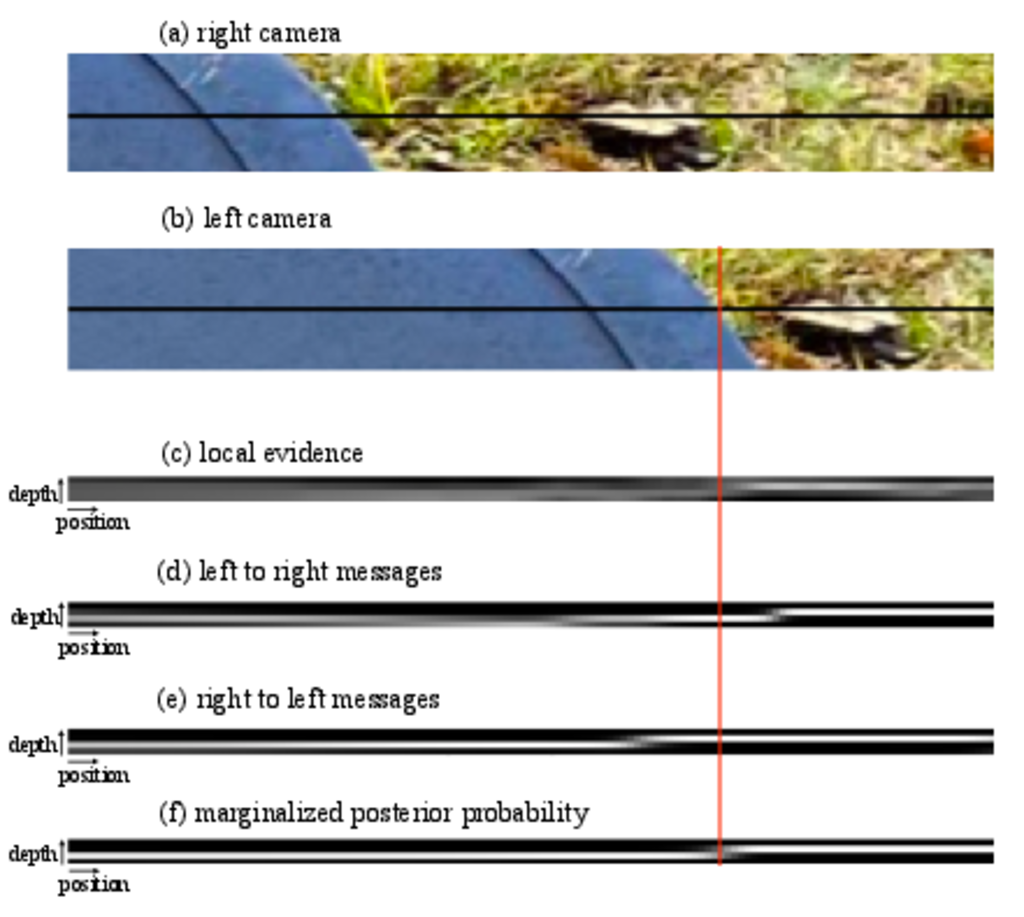 (a) right camera
(b) left camera
(c) local evidence
depth
position
(d) left to right messages
depth
position
(e) right to left messages
depth
position
(f) marginalized posterior probability
depth
position